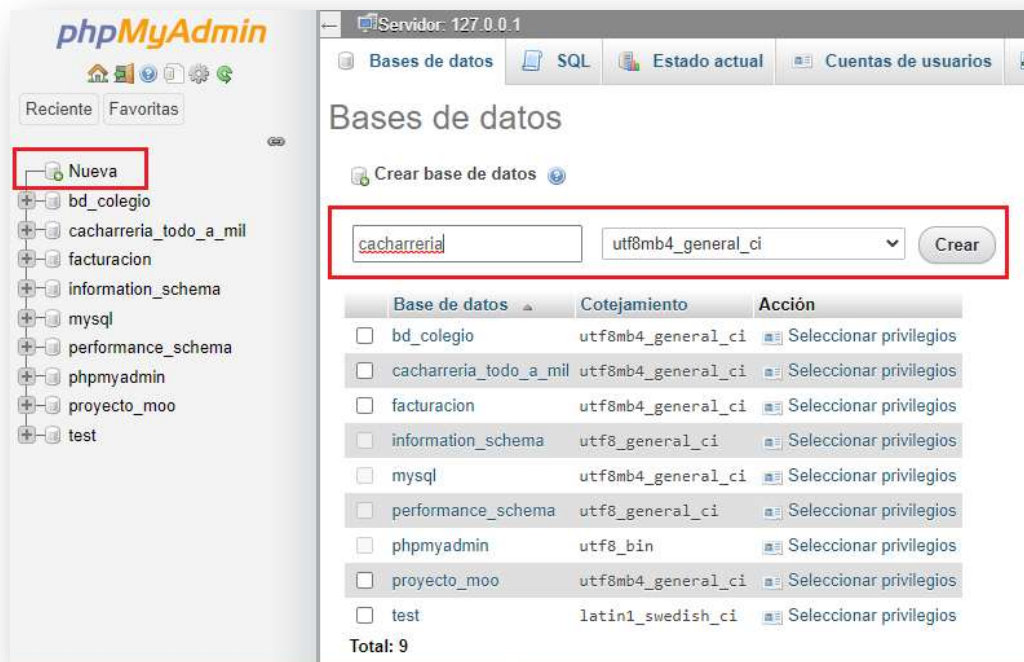 phpMyAdmin
Reciente Favoritas
Nueva
bd_colegio
cacharreria_todo_a_mil
facturacion
information_schema
mysql
performance_schema
phpmyadmin
proyecto_moo
test
Servidor: 127.0.0.1
Bases de datos SQL Estado actual Cuentas de usuarios
Bases de datos
Crear base de datos
cacharreria utf8mb4_general_ci Crear
Base de datos Cotejamiento Acción
bd_colegio utf8mb4_general_ci Seleccionar privilegios
cacharreria_todo_a_mil utf8mb4_general_ci Seleccionar privilegios
facturacion utf8mb4_general_ci Seleccionar privilegios
information_schema utf8_general_ci Seleccionar privilegios
mysql utf8mb4_general_ci Seleccionar privilegios
performance_schema utf8_general_ci Seleccionar privilegios
phpmyadmin utf8_bin Seleccionar privilegios
proyecto_moo utf8mb4_general_ci Seleccionar privilegios
test latin1_swedish_ci Seleccionar privilegios
Total: 9